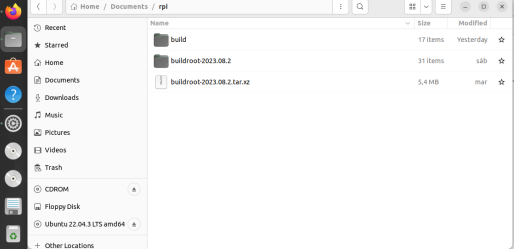 Home / Documents / rpi
Recent
Starred
Home
Documents
Downloads
Music
Pictures
Videos
Trash
CDROM
Floppy Disk
Ubuntu 22.04.3 LTS amd64
+ Other Locations
Name Size Modified
build 17 items Yesterday
buildroot-2023.08.2 31 items sáb
buildroot-2023.08.2.tar.xz 5,4 MB mar